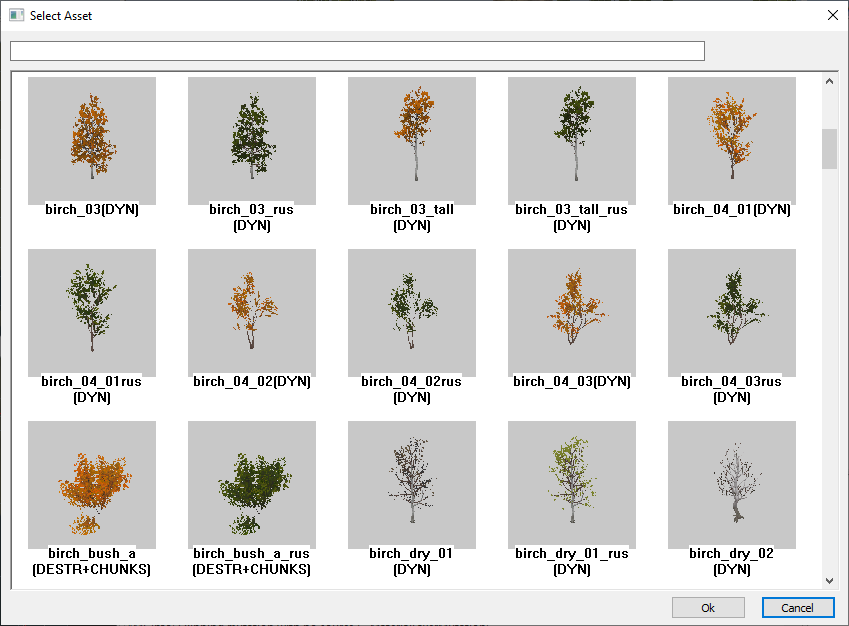 Select Asset
birch_03(DYN)
birch_03_rus
(DYN)
birch_03_tall
(DYN)
birch_03_tall_rus
(DYN)
birch_04_01(DYN)
birch_04_01rus
(DYN)
birch_04_02(DYN)
birch_04_02rus
(DYN)
birch_04_03(DYN)
birch_04_03rus
(DYN)
birch_bush_a
(DESTR+CHUNKS)
birch_bush_a_rus
(DESTR+CHUNKS)
birch_dry_01
(DYN)
birch_dry_01_rus
(DYN)
birch_dry_02
(DYN)
Ok
Cancel